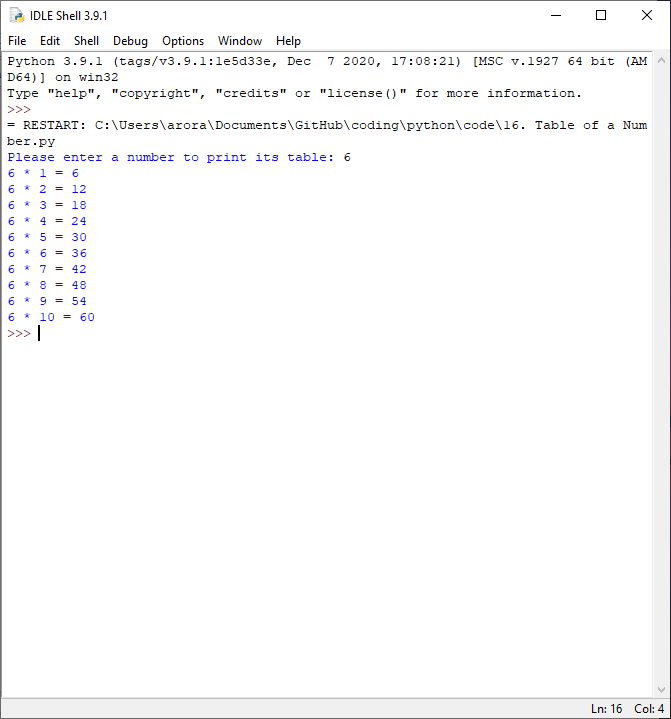 IDLE Shell 3.9.1
File Edit Shell Debug Options Window Help
Python 3.9.1 (tags/v3.9.1:1e5d33e, Dec  7 2020, 17:08:21) [MSC v.1927 64 bit (AM
D64)] on win32
Type "help", "copyright", "credits" or "license()" for more information.
>>>
= RESTART: C:\Users\arora\Documents\GitHub\coding\python\code\16. Table of a Num
ber.py
Please enter a number to print its table: 6
6 * 1 = 6
6 * 2 = 12
6 * 3 = 18
6 * 4 = 24
6 * 5 = 30
6 * 6 = 36
6 * 7 = 42
6 * 8 = 48
6 * 9 = 54
6 * 10 = 60
>>>
Ln: 16 Col: 4